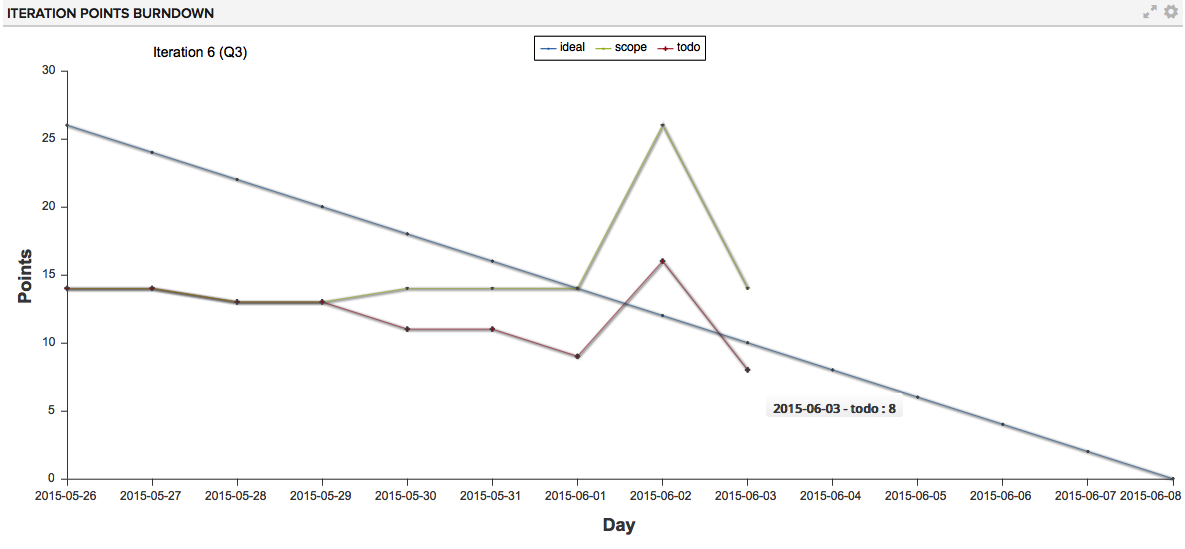 ITERATION POINTS BURNDOWN
Iteration 6 (Q3)
ideal scope todo
30
25
20
15
10
5
0
Points
2015-06-03 - todo : 8
2015-05-26 2015-05-27 2015-05-28 2015-05-29 2015-05-30 2015-05-31 2015-06-01 2015-06-02 2015-06-03 2015-06-04 2015-06-05 2015-06-06 2015-06-07 2015-06-08
Day